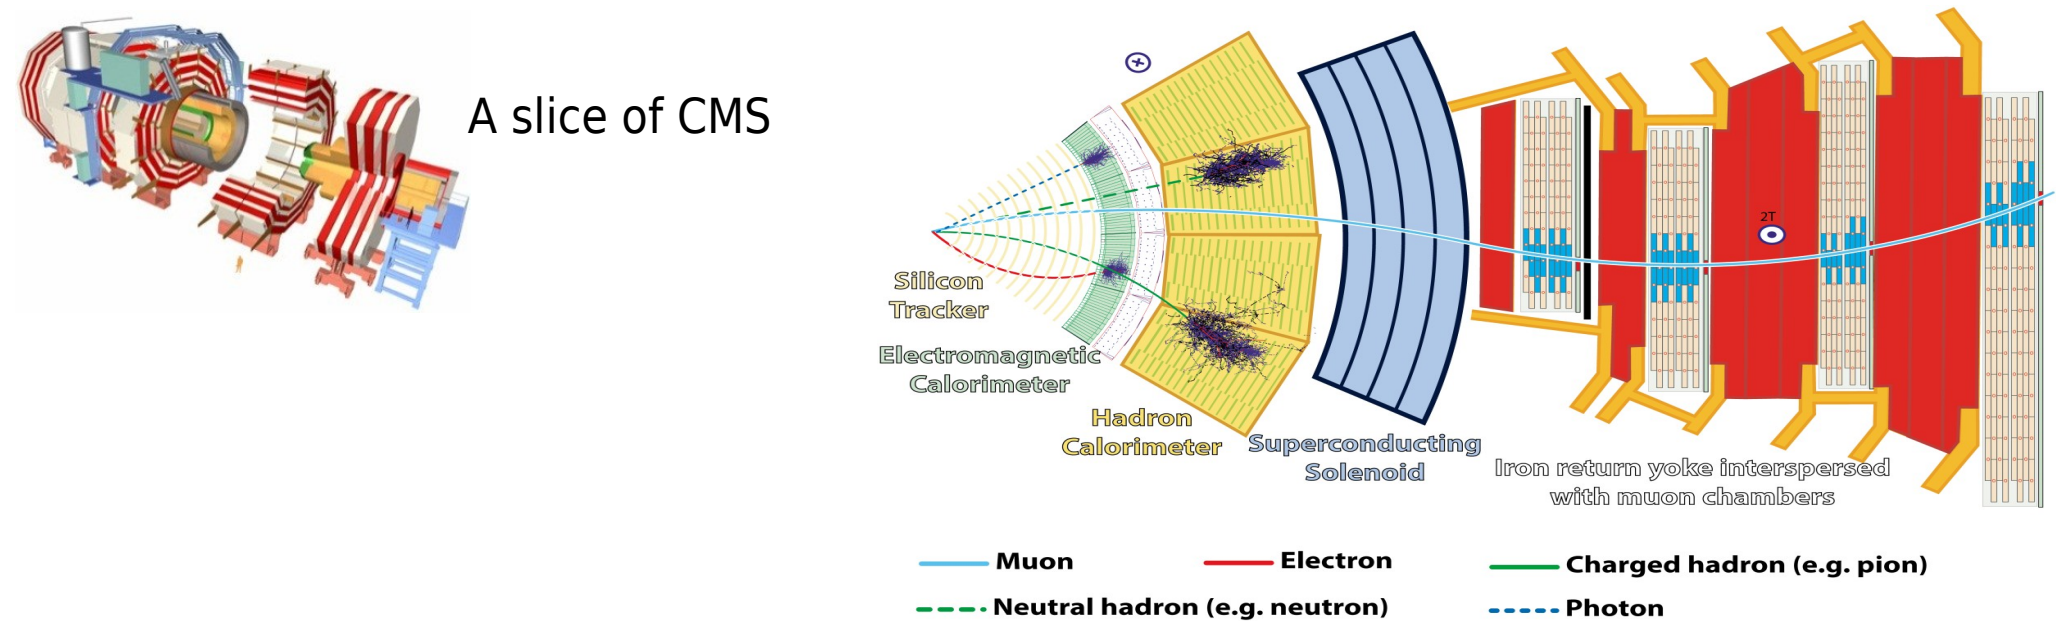 A slice of CMS
2T
Silicon
Tracker
Electromagnetic
Calorimeter
Hadron
Calorimeter
Superconducting
Solenoid
Iron return yoke interspersed
with muon chambers
Muon
Electron
Charged hadron (e.g. pion)
Neutral hadron (e.g. neutron)
Photon